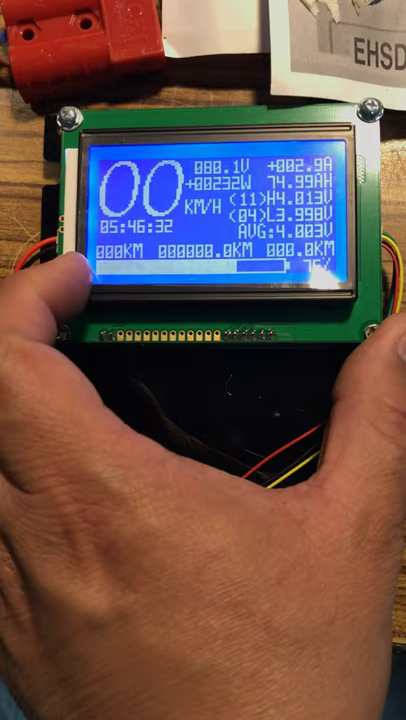 EHSD
00 KM/H
080.1V +002.9A
+00232W 74.99AH
(11)H4.013V
(04)L3.998V
05:46:32
AVG:4.003V
000KM 000000.0KM 000.0KM
75%